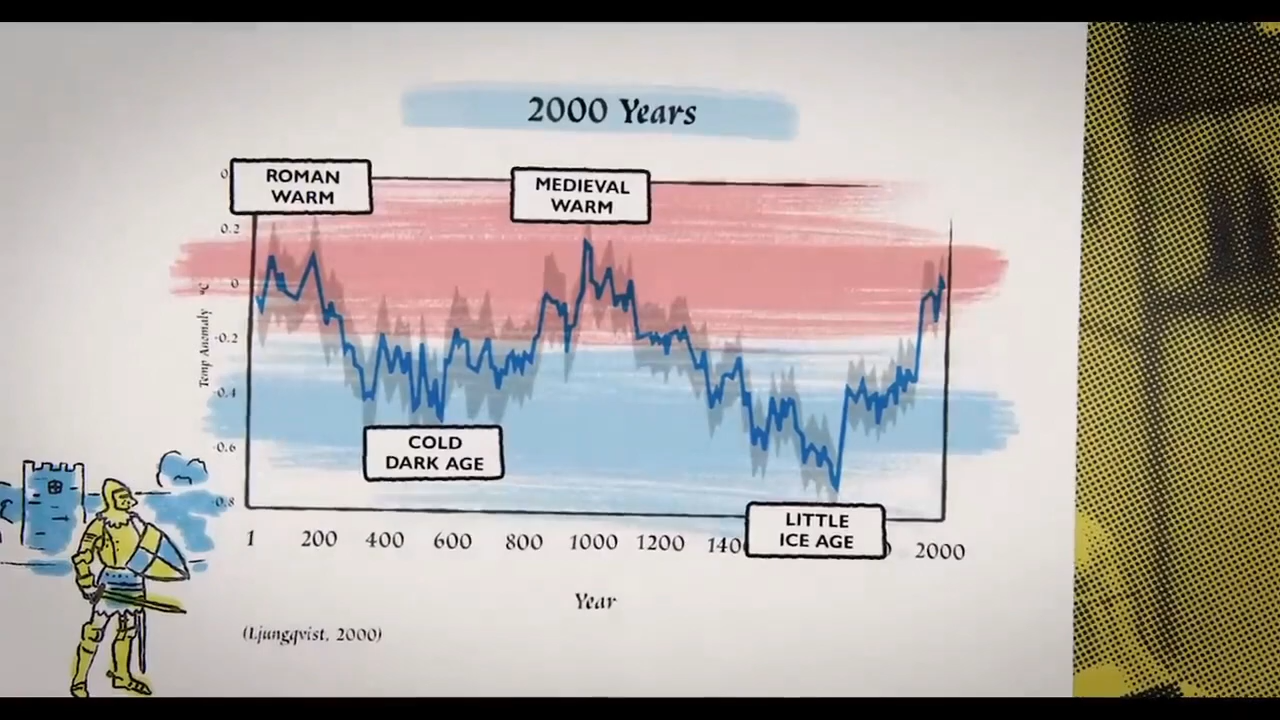 2000 Years
ROMAN
WARM
MEDIEVAL
WARM
0
0.2
0
-0.2
-0.4
-0.6
-0.8
Temp Anomaly °C
COLD
DARK AGE
LITTLE
ICE AGE
1 200 400 600 800 1000 1200 2000
Year
(Ljungqvist, 2000)